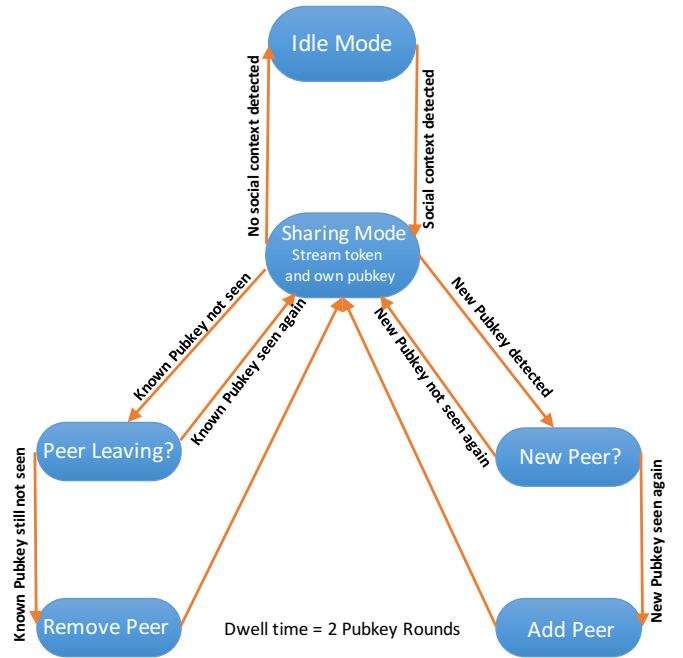 Idle Mode
No social context detected
Social context detected
Sharing Mode
Stream token
and own pubkey
Known Pubkey not seen
Known Pubkey seen again
New Pubkey not seen again
New Pubkey detected
Peer Leaving?
New Peer?
Known Pubkey still not seen
New Pubkey seen again
Remove Peer
Dwell time = 2 Pubkey Rounds
Add Peer